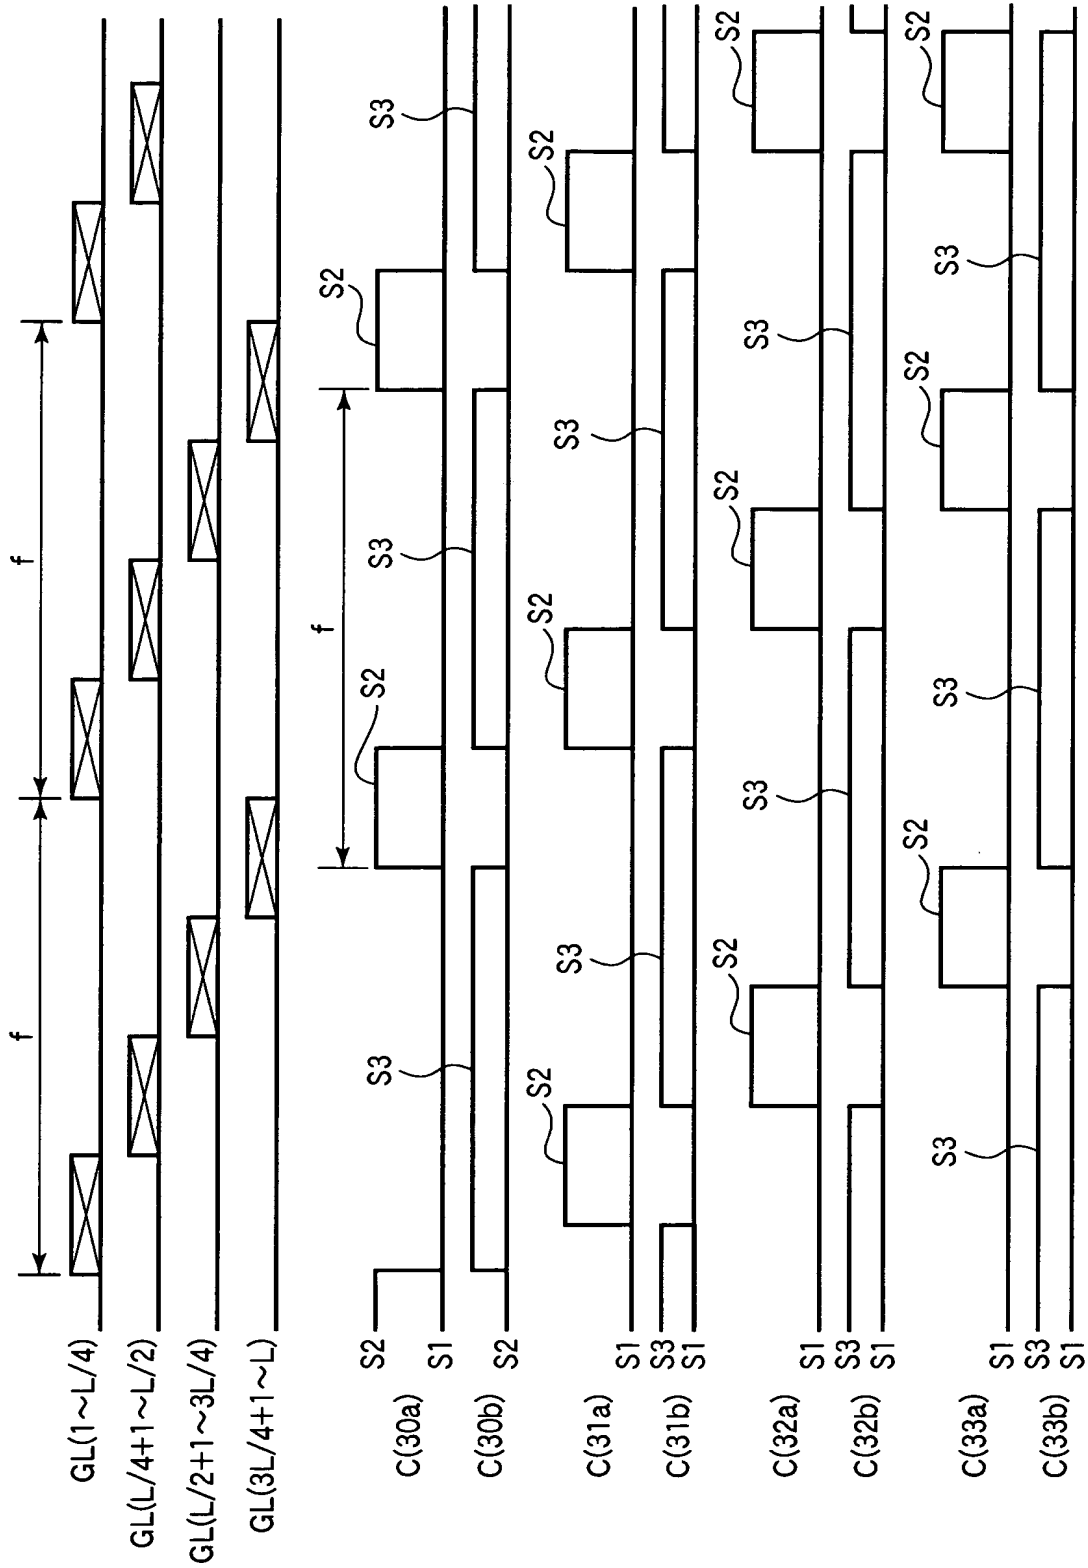 f f
GL(1~L/4)
GL(L/4+1~L/2)
GL(L/2+1~3L/4)
GL(3L/4+1~L)
f S2
S2 S3 S2 S3 S3
C(30a) S1
C(30b) S2
S2 S2 S2
S3 S3
C(31a) S1
S3
C(31b) S1
S2 S2 S2
S3 S3
C(32a) S1
S3
C(32b) S1
S2 S2 S2
S3 S3 S3
C(33a) S1
S3
C(33b) S1